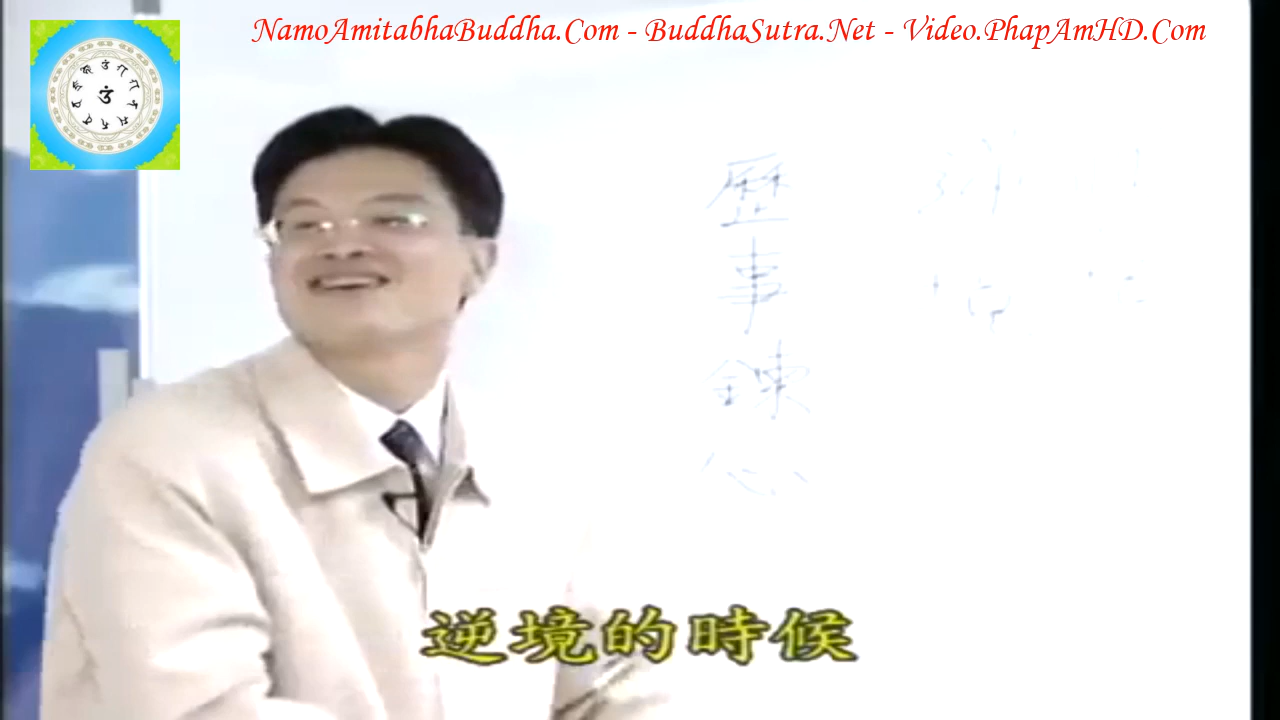 NamoAmitabhaBuddha.Com - BuddhaSutra.Net - Video.PhapAmHD.Com
歷事鍊心
逆境的時候